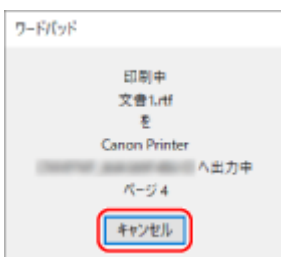 ワードパッド
印刷中
文書1.rtf
を
Canon Printer
へ出力中
ページ 4
キャンセル